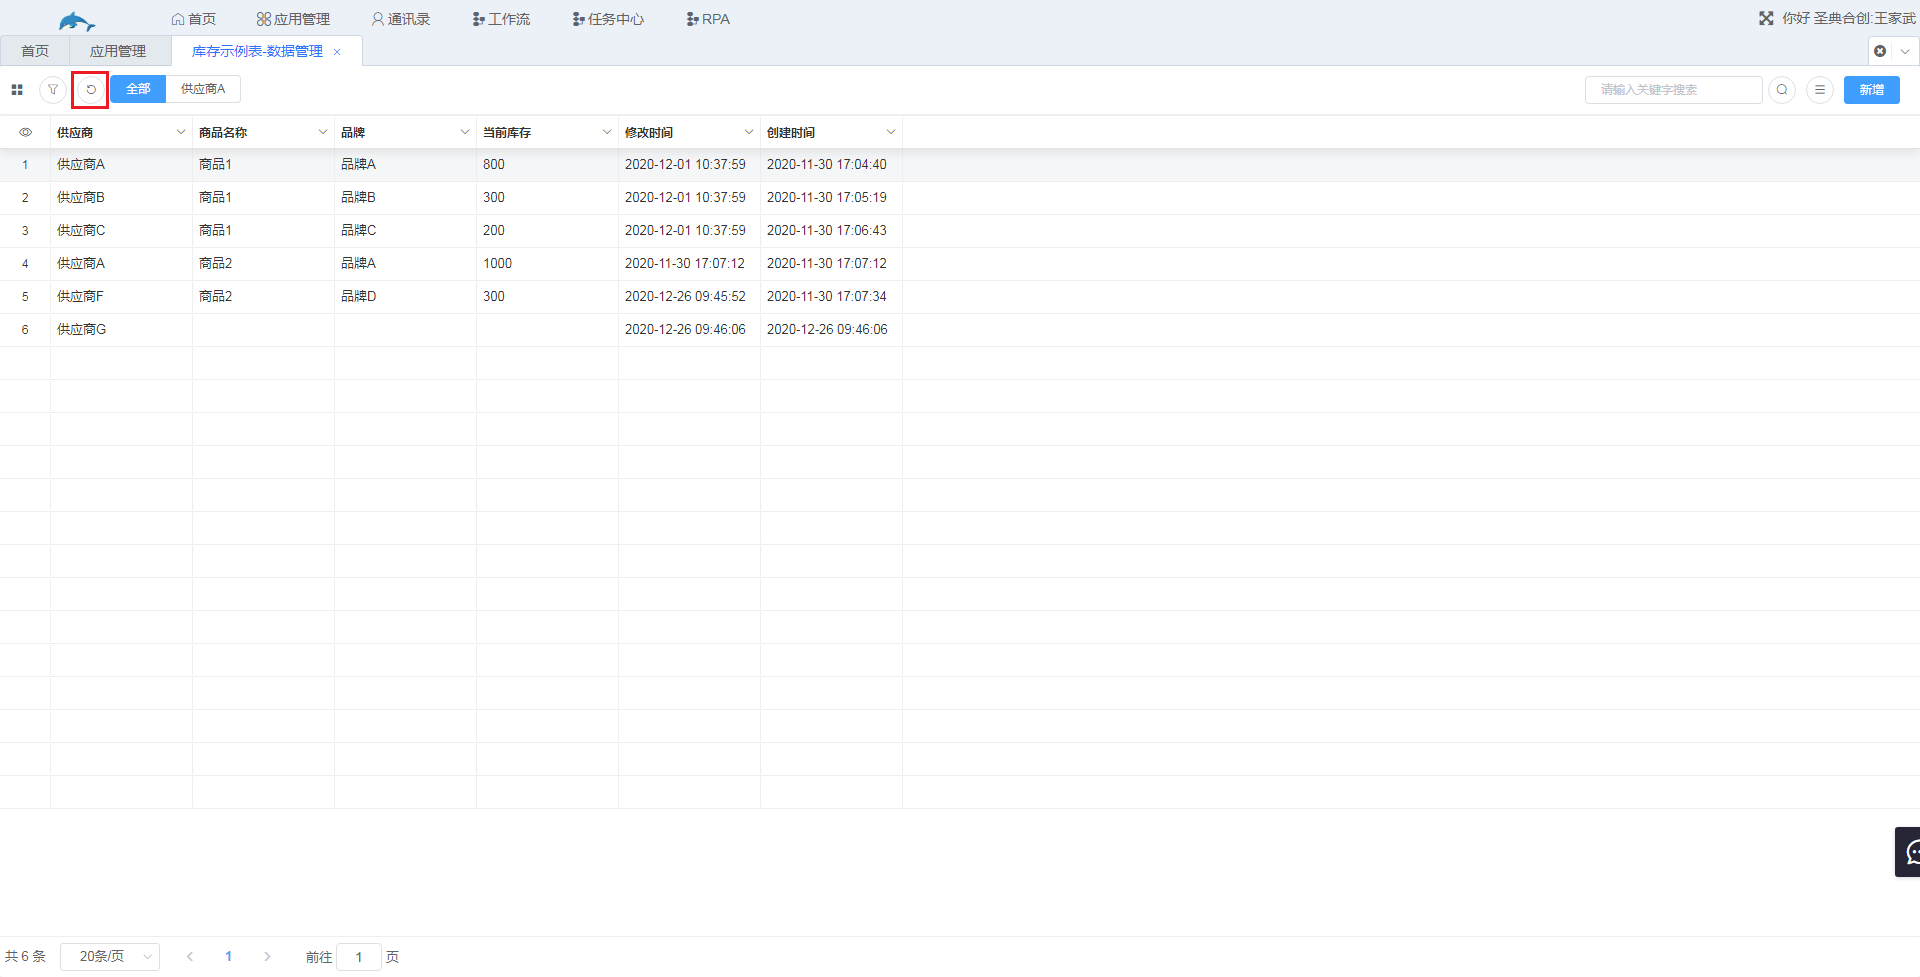 首页 应用管理 通讯录 工作流 任务中心 RPA 你好 圣典合创:王家武
首页 应用管理 库存示例表-数据管理
全部 供应商A 请输入关键字搜索 新增
供应商 商品名称 品牌 当前库存 修改时间 创建时间
1 供应商A 商品1 品牌A 800 2020-12-01 10:37:59 2020-11-30 17:04:40
2 供应商B 商品1 品牌B 300 2020-12-01 10:37:59 2020-11-30 17:05:19
3 供应商C 商品1 品牌C 200 2020-12-01 10:37:59 2020-11-30 17:06:43
4 供应商A 商品2 品牌A 1000 2020-11-30 17:07:12 2020-11-30 17:07:12
5 供应商F 商品2 品牌D 300 2020-12-26 09:45:52 2020-11-30 17:07:34
6 供应商G 2020-12-26 09:46:06 2020-12-26 09:46:06
共 6 条 20条/页 1 前往 1 页